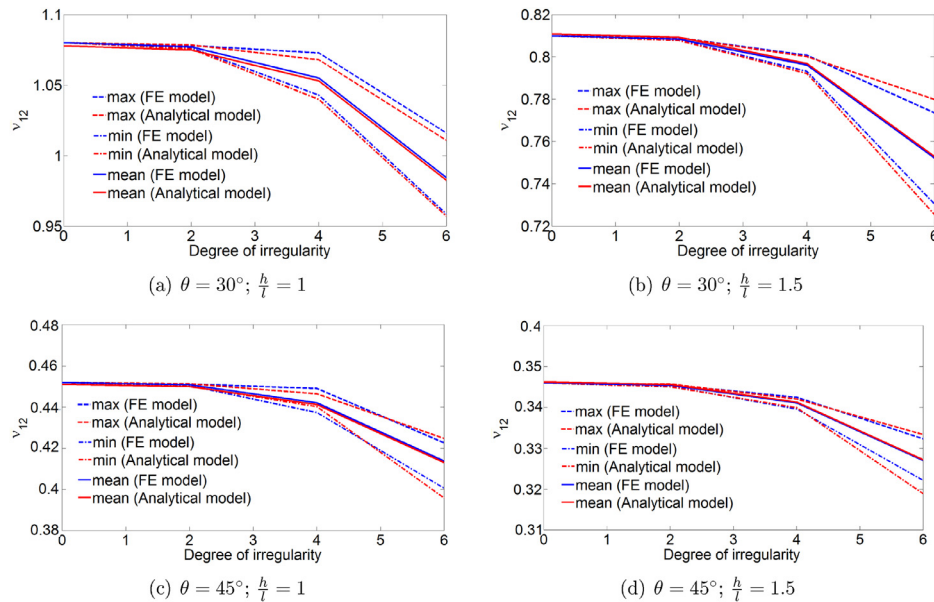 1.1
1.05
1
0.95
ν12
max (FE model)
max (Analytical model)
min (FE model)
min (Analytical model)
mean (FE model)
mean (Analytical model)
0 1 2 3 4 5 6
Degree of irregularity
(a) θ = 30°; h/l = 1
0.82
0.8
0.78
0.76
0.74
0.72
ν12
max (FE model)
max (Analytical model)
min (FE model)
min (Analytical model)
mean (FE model)
mean (Analytical model)
0 1 2 3 4 5 6
Degree of irregularity
(b) θ = 30°; h/l = 1.5
0.48
0.46
0.44
0.42
0.4
0.38
ν12
max (FE model)
max (Analytical model)
min (FE model)
min (Analytical model)
mean (FE model)
mean (Analytical model)
0 1 2 3 4 5 6
Degree of irregularity
(c) θ = 45°; h/l = 1
0.4
0.35
0.34
0.33
0.32
0.31
ν12
max (FE model)
max (Analytical model)
min (FE model)
min (Analytical model)
mean (FE model)
mean (Analytical model)
0 1 2 3 4 5 6
Degree of irregularity
(d) θ = 45°; h/l = 1.5